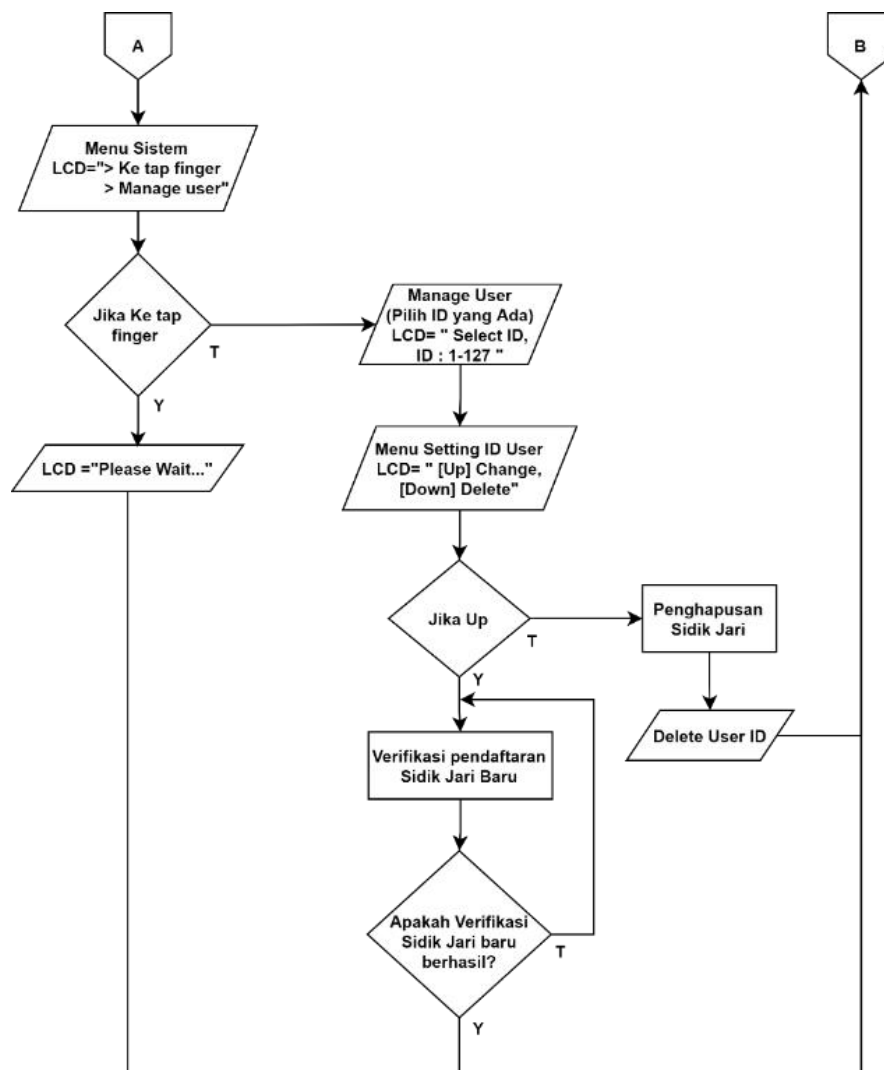 A
B
Menu Sistem
LCD="> Ke tap finger
> Manage user"
Jika Ke tap
finger
T
Y
Manage User
(Pilih ID yang Ada)
LCD= " Select ID,
ID : 1-127 "
LCD ="Please Wait..."
Menu Setting ID User
LCD= " [Up] Change,
[Down] Delete"
Jika Up
T
Y
Penghapusan
Sidik Jari
Delete User ID
Verifikasi pendaftaran
Sidik Jari Baru
Apakah Verifikasi
Sidik Jari baru
berhasil?
T
Y